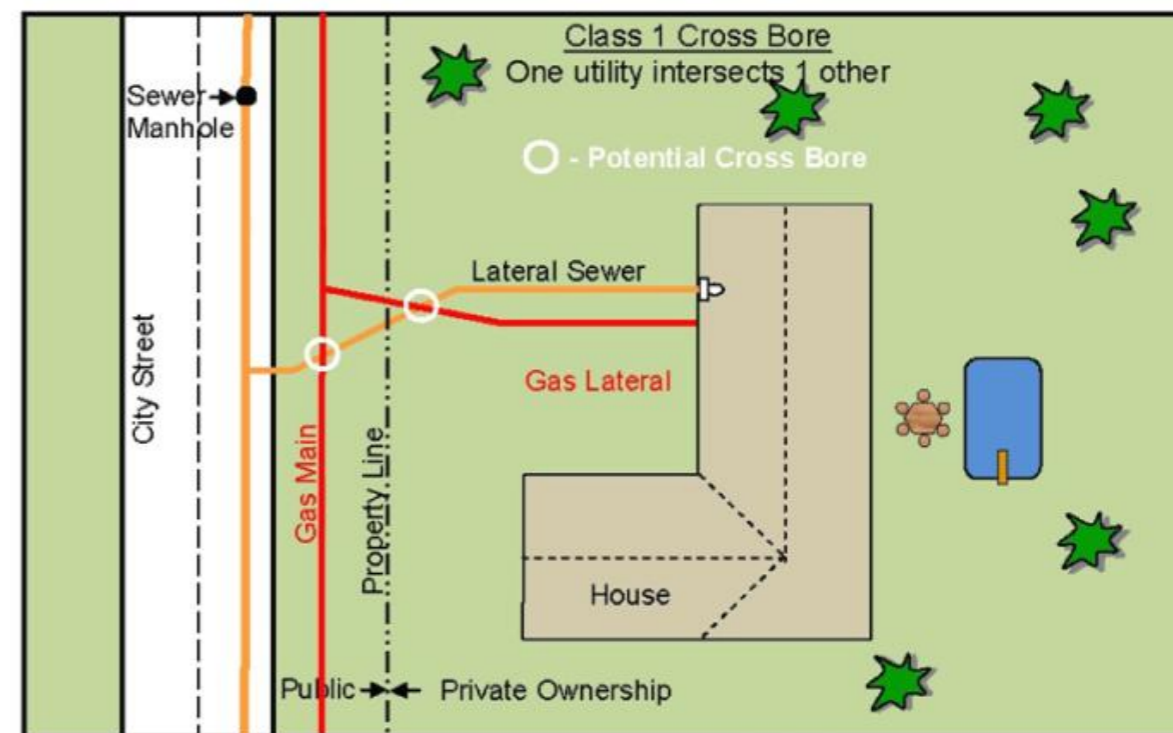 Class 1 Cross Bore
One utility intersects 1 other
Sewer
Manhole
- Potential Cross Bore
Lateral Sewer
City Street
Gas Lateral
Gas Main
Property Line
House
Public
Private Ownership